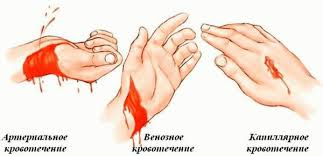 Артериальное
кровотечение
Венозное
кровотечение
Капиллярное
кровотечение